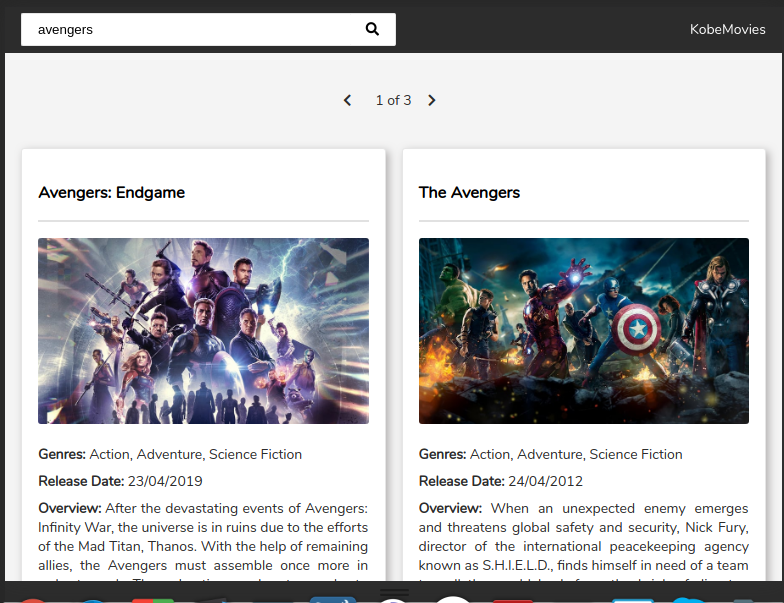 avengers
KobeMovies
1 of 3
Avengers: Endgame
Genres: Action, Adventure, Science Fiction
Release Date: 23/04/2019
Overview: After the devastating events of Avengers:
Infinity War, the universe is in ruins due to the efforts
of the Mad Titan, Thanos. With the help of remaining
allies, the Avengers must assemble once more in
The Avengers
Genres: Action, Adventure, Science Fiction
Release Date: 24/04/2012
Overview: When an unexpected enemy emerges
and threatens global safety and security, Nick Fury,
director of the international peacekeeping agency
known as S.H.I.E.L.D., finds himself in need of a team